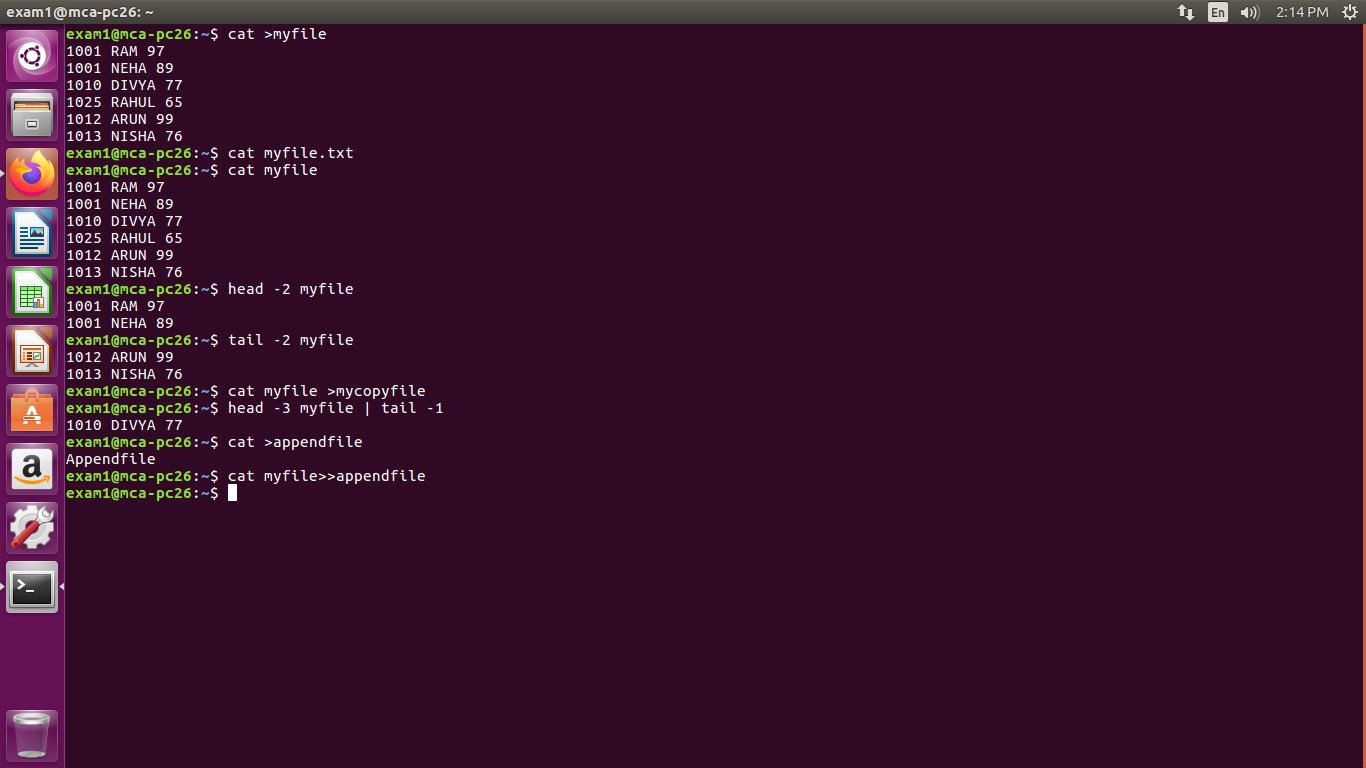 exam1@mca-pc26: ~
En
2:14 PM
exam1@mca-pc26:~$ cat >myfile
1001 RAM 97
1001 NEHA 89
1010 DIVYA 77
1025 RAHUL 65
1012 ARUN 99
1013 NISHA 76
exam1@mca-pc26:~$ cat myfile.txt
exam1@mca-pc26:~$ cat myfile
1001 RAM 97
1001 NEHA 89
1010 DIVYA 77
1025 RAHUL 65
1012 ARUN 99
1013 NISHA 76
exam1@mca-pc26:~$ head -2 myfile
1001 RAM 97
1001 NEHA 89
exam1@mca-pc26:~$ tail -2 myfile
1012 ARUN 99
1013 NISHA 76
exam1@mca-pc26:~$ cat myfile >mycopyfile
exam1@mca-pc26:~$ head -3 myfile | tail -1
1010 DIVYA 77
exam1@mca-pc26:~$ cat >appendfile
Appendfile
exam1@mca-pc26:~$ cat myfile>>appendfile
exam1@mca-pc26:~$